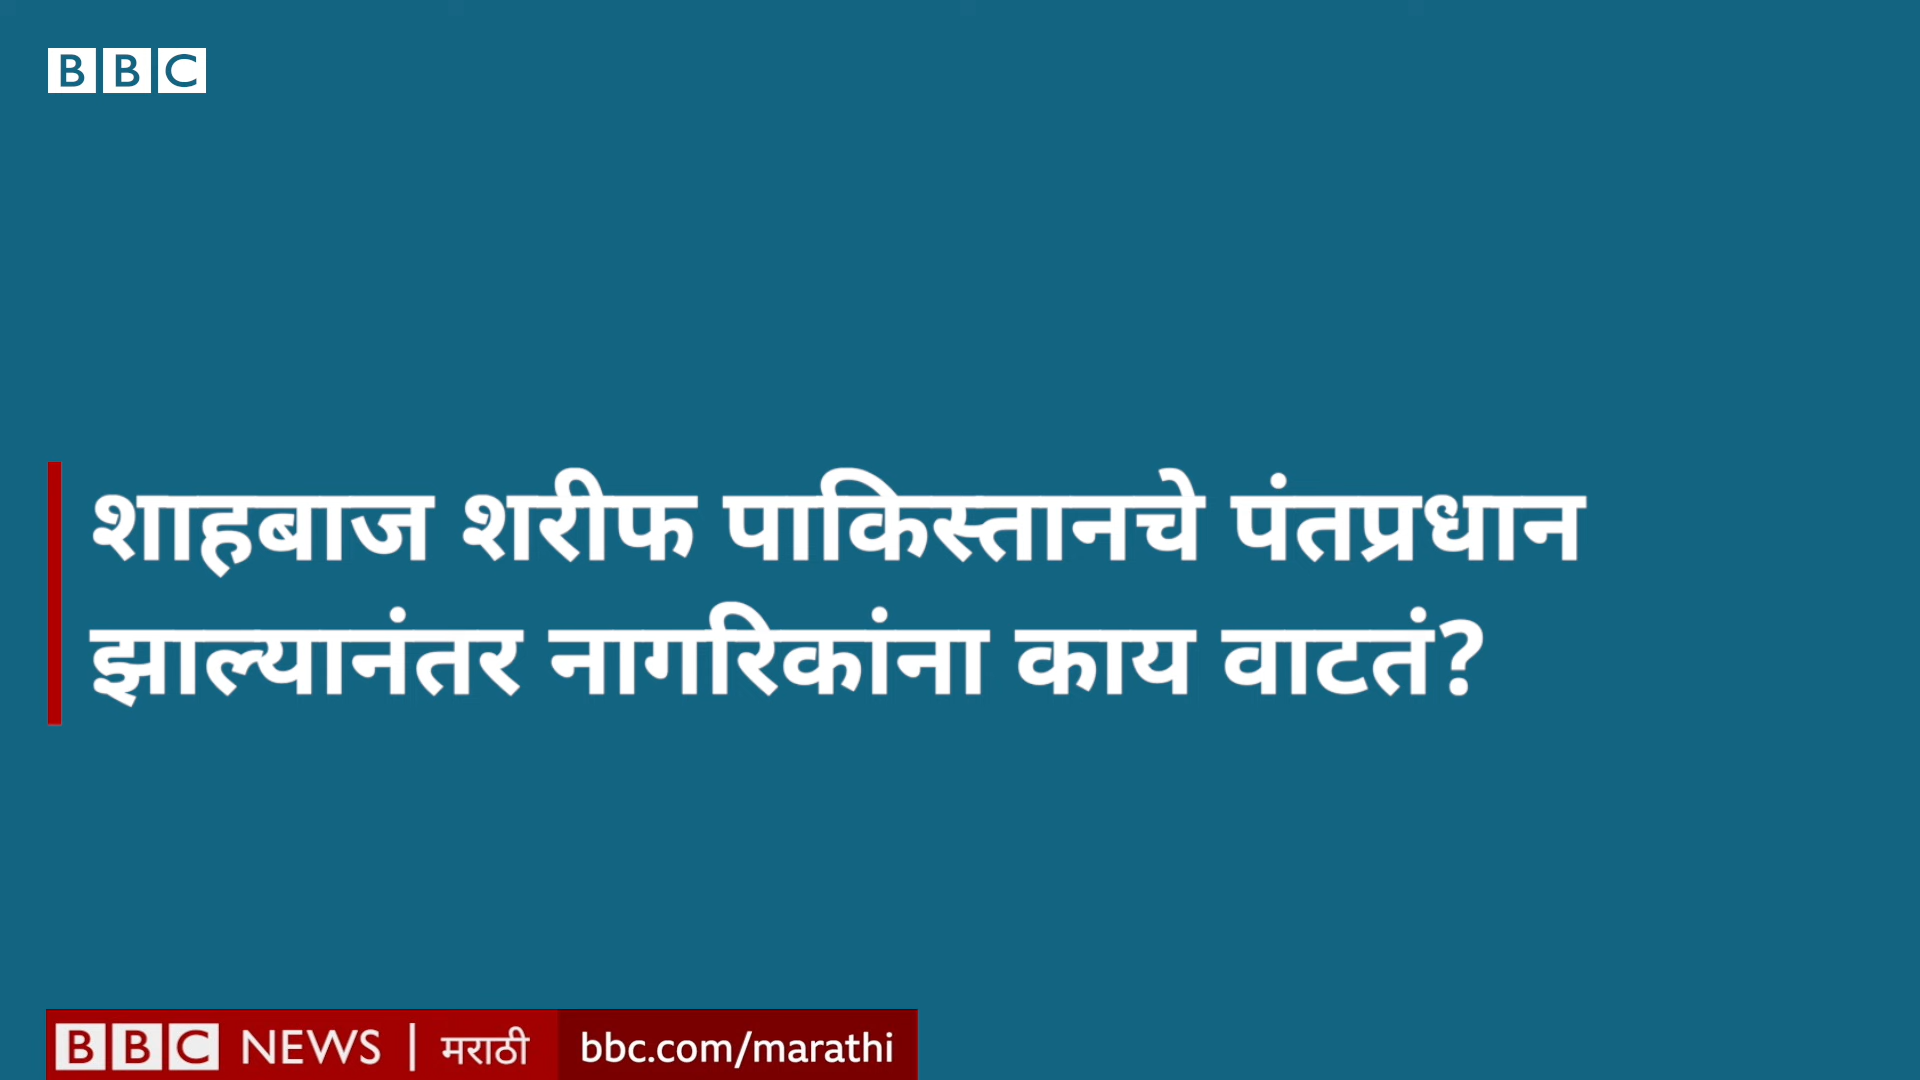 BBC
शाहबाज शरीफ पाकिस्तानचे पंतप्रधान
झाल्यानंतर नागरिकांना काय वाटतं?
BBC NEWS | मराठी bbc.com/marathi